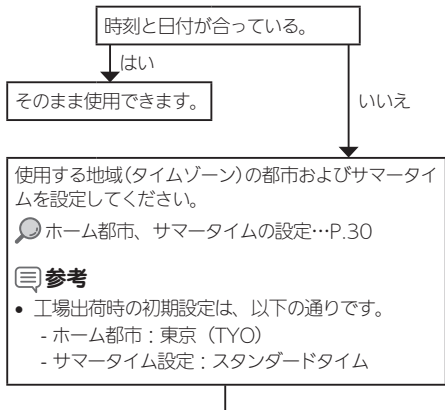 時刻と日付が合っている。
はい
そのまま使用できます。
いいえ
使用する地域(タイムゾーン)の都市およびサマータイ
ムを設定してください。
ホーム都市、サマータイムの設定…P.30
参考
• 工場出荷時の初期設定は、以下の通りです。
- ホーム都市：東京（TYO）
- サマータイム設定：スタンダードタイム